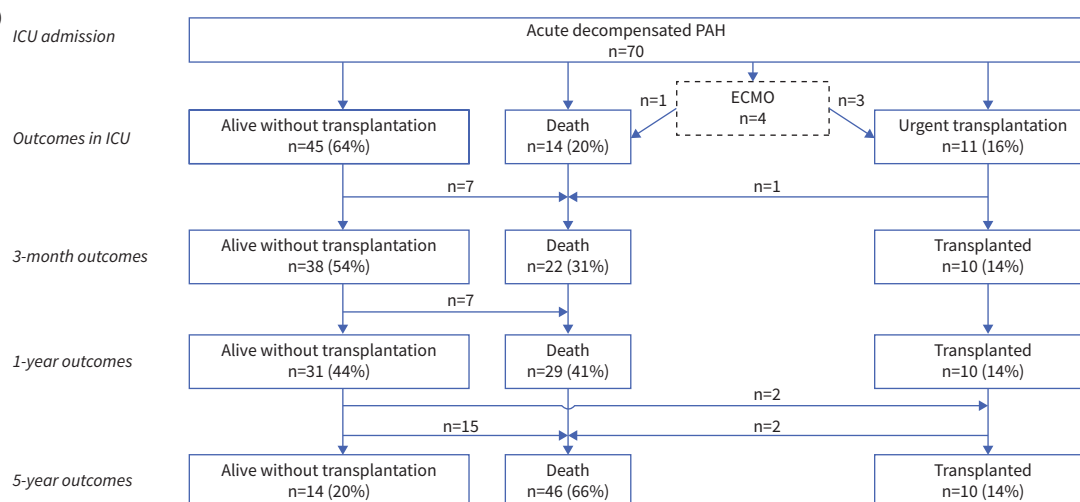 )
ICU admission
Acute decompensated PAH
n=70
ECMO
n=4
n=1
n=3
Outcomes in ICU
Alive without transplantation
n=45 (64%)
Death
n=14 (20%)
Urgent transplantation
n=11 (16%)
n=7
n=1
3-month outcomes
Alive without transplantation
n=38 (54%)
Death
n=22 (31%)
Transplanted
n=10 (14%)
n=7
1-year outcomes
Alive without transplantation
n=31 (44%)
Death
n=29 (41%)
Transplanted
n=10 (14%)
n=2
n=15
n=2
5-year outcomes
Alive without transplantation
n=14 (20%)
Death
n=46 (66%)
Transplanted
n=10 (14%)